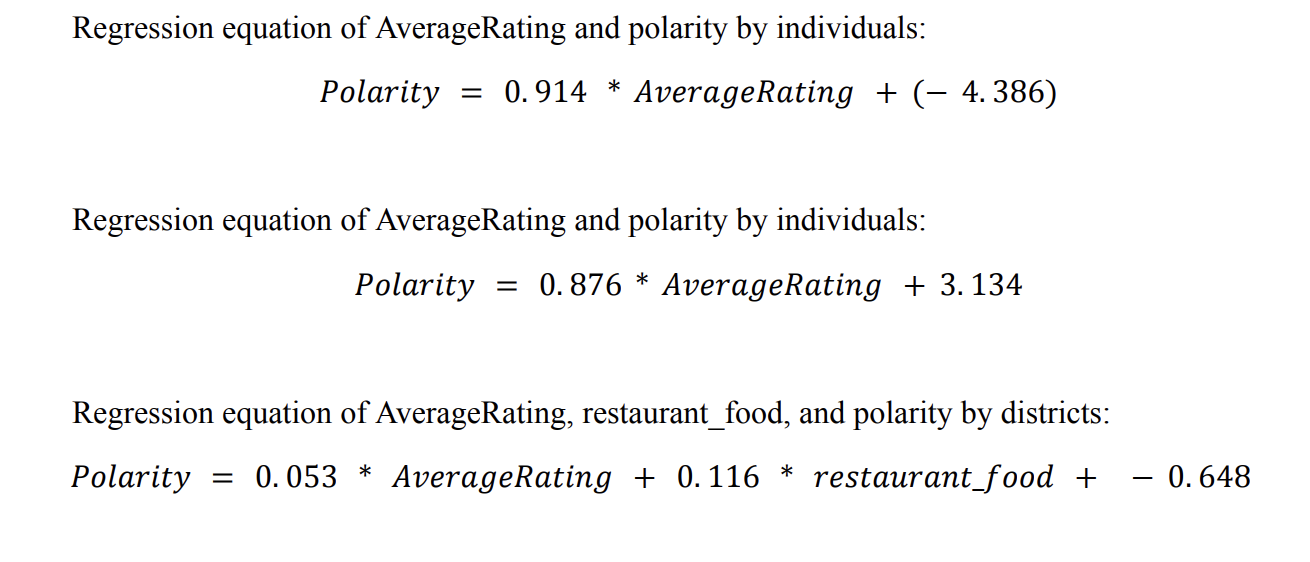 Regression equation of AverageRating and polarity by individuals:
Polarity = 0.914 * AverageRating + (− 4.386)
Regression equation of AverageRating and polarity by individuals:
Polarity = 0.876 * AverageRating + 3.134
Regression equation of AverageRating, restaurant_food, and polarity by districts:
Polarity = 0.053 * AverageRating + 0.116 * restaurant_food + − 0.648